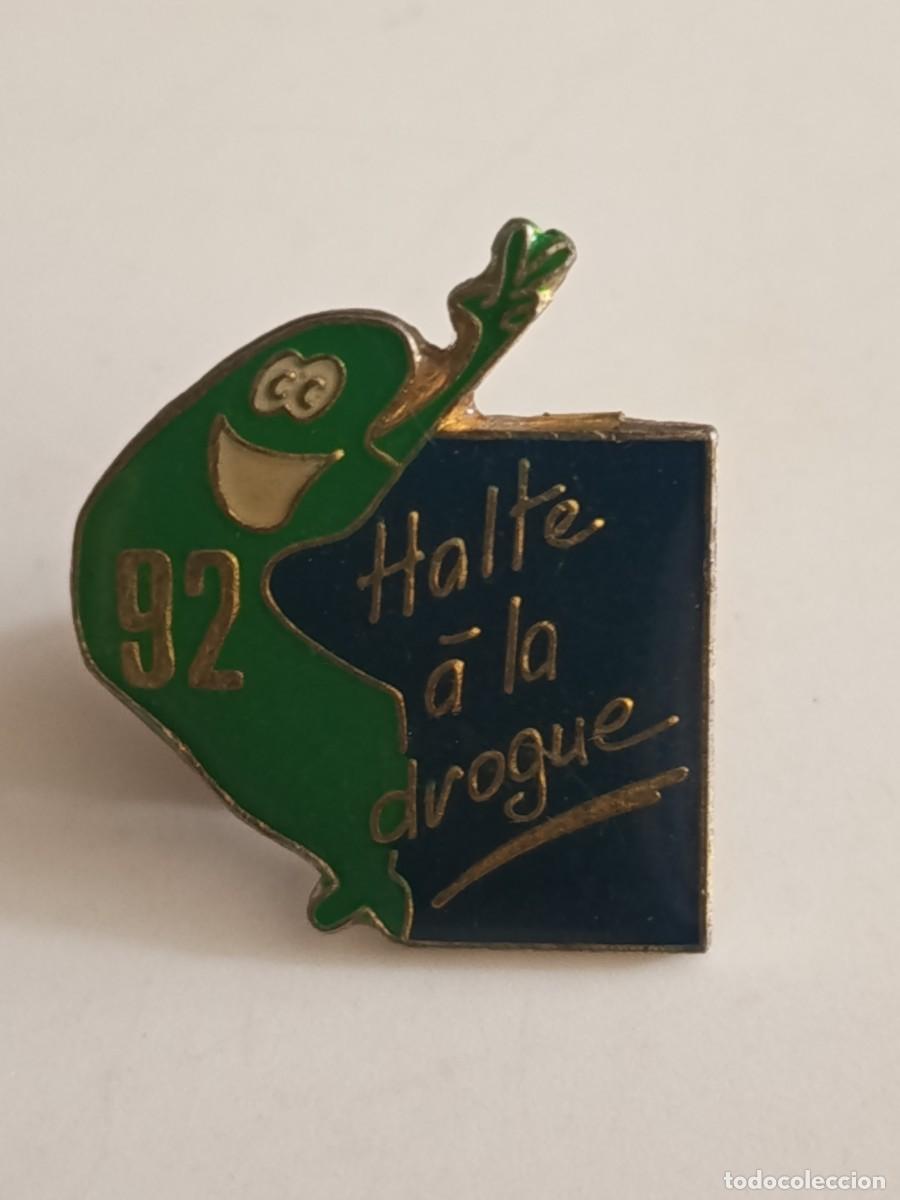 92
Halte
à la
drogue
todocoleccion